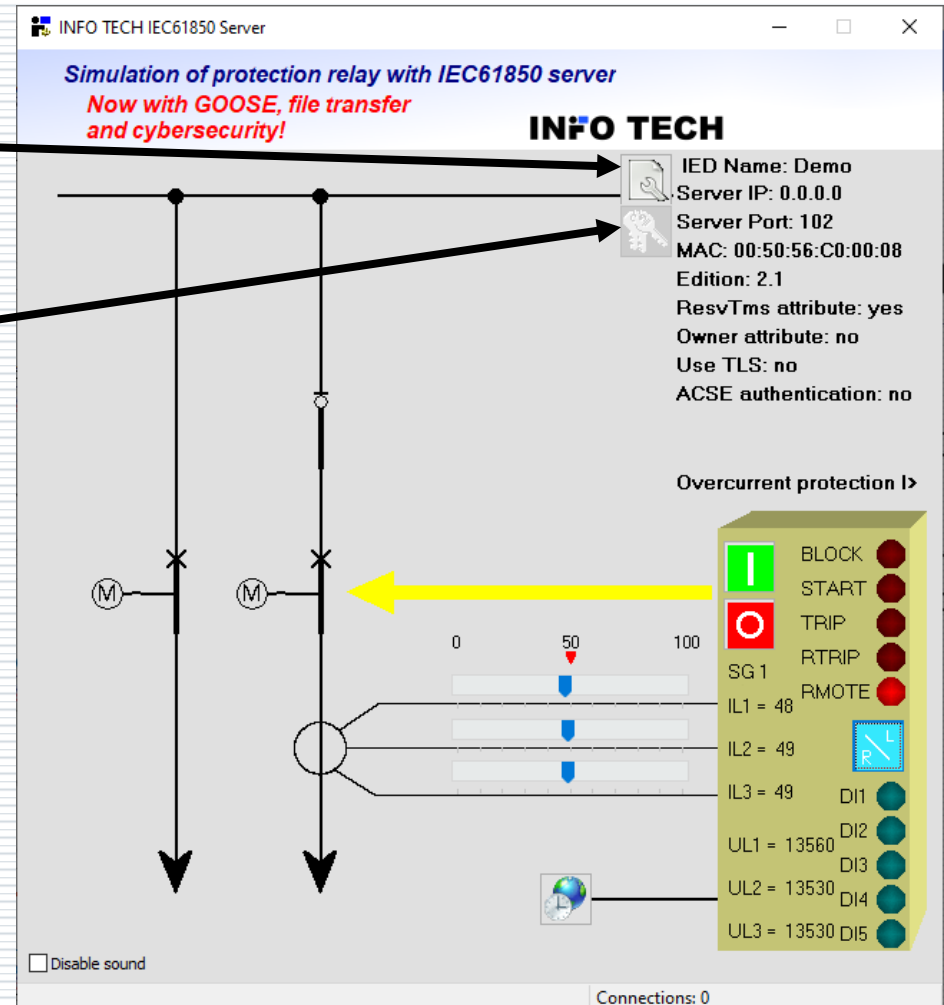 INFO TECH IEC61850 Server
Simulation of protection relay with IEC61850 server
Now with GOOSE, file transfer
and cybersecurity!
INFO TECH
IED Name: Demo
Server IP: 0.0.0.0
Server Port: 102
MAC: 00:50:56:C0:00:08
Edition: 2.1
ResvTms attribute: yes
Owner attribute: no
Use TLS: no
ACSE authentication: no
Overcurrent protection I>
BLOCK
START
TRIP
RTRIP
RMOTE
M
M
0 50 100
SG 1
IL1 = 48
IL2 = 49
IL3 = 49
L
R
UL1 = 13560
UL2 = 13530
UL3 = 13530
DI1
DI2
DI3
DI4
DI5
Disable sound
Connections: 0